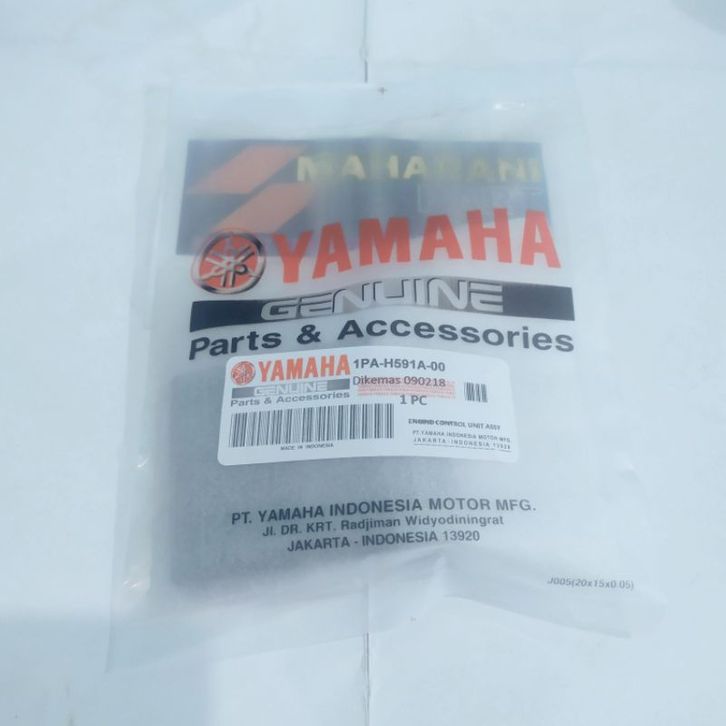 MAHARANI
YAMAHA
GENUINE
Parts & Accessories
YAMAHA
GENUINE
Parts & Accessories
1PA-H591A-00
Dikemas 090218
1 PC
ENGINE CONTROL UNIT ASSY
PT. YAMAHA INDONESIA MOTOR MFG.
JAKARTA - INDONESIA 13920
MADE IN INDONESIA
PT. YAMAHA INDONESIA MOTOR MFG.
Jl. DR. KRT. Radjiman Widyodiningrat
JAKARTA - INDONESIA 13920
J005(20x15x0.05)